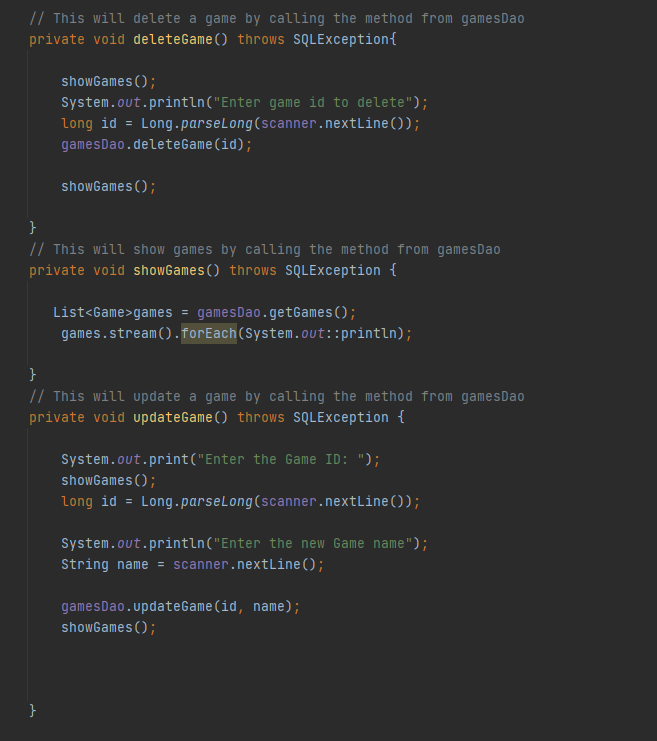 // This will delete a game by calling the method from gamesDao
private void deleteGame() throws SQLException{
showGames();
System.out.println("Enter game id to delete");
long id = Long.parseLong(scanner.nextLine());
gamesDao.deleteGame(id);
showGames();
}
// This will show games by calling the method from gamesDao
private void showGames() throws SQLException {
List<Game>games = gamesDao.getGames();
games.stream().forEach(System.out::println);
}
// This will update a game by calling the method from gamesDao
private void updateGame() throws SQLException {
System.out.print("Enter the Game ID: ");
showGames();
long id = Long.parseLong(scanner.nextLine());
System.out.println("Enter the new Game name");
String name = scanner.nextLine();
gamesDao.updateGame(id, name);
showGames();
}